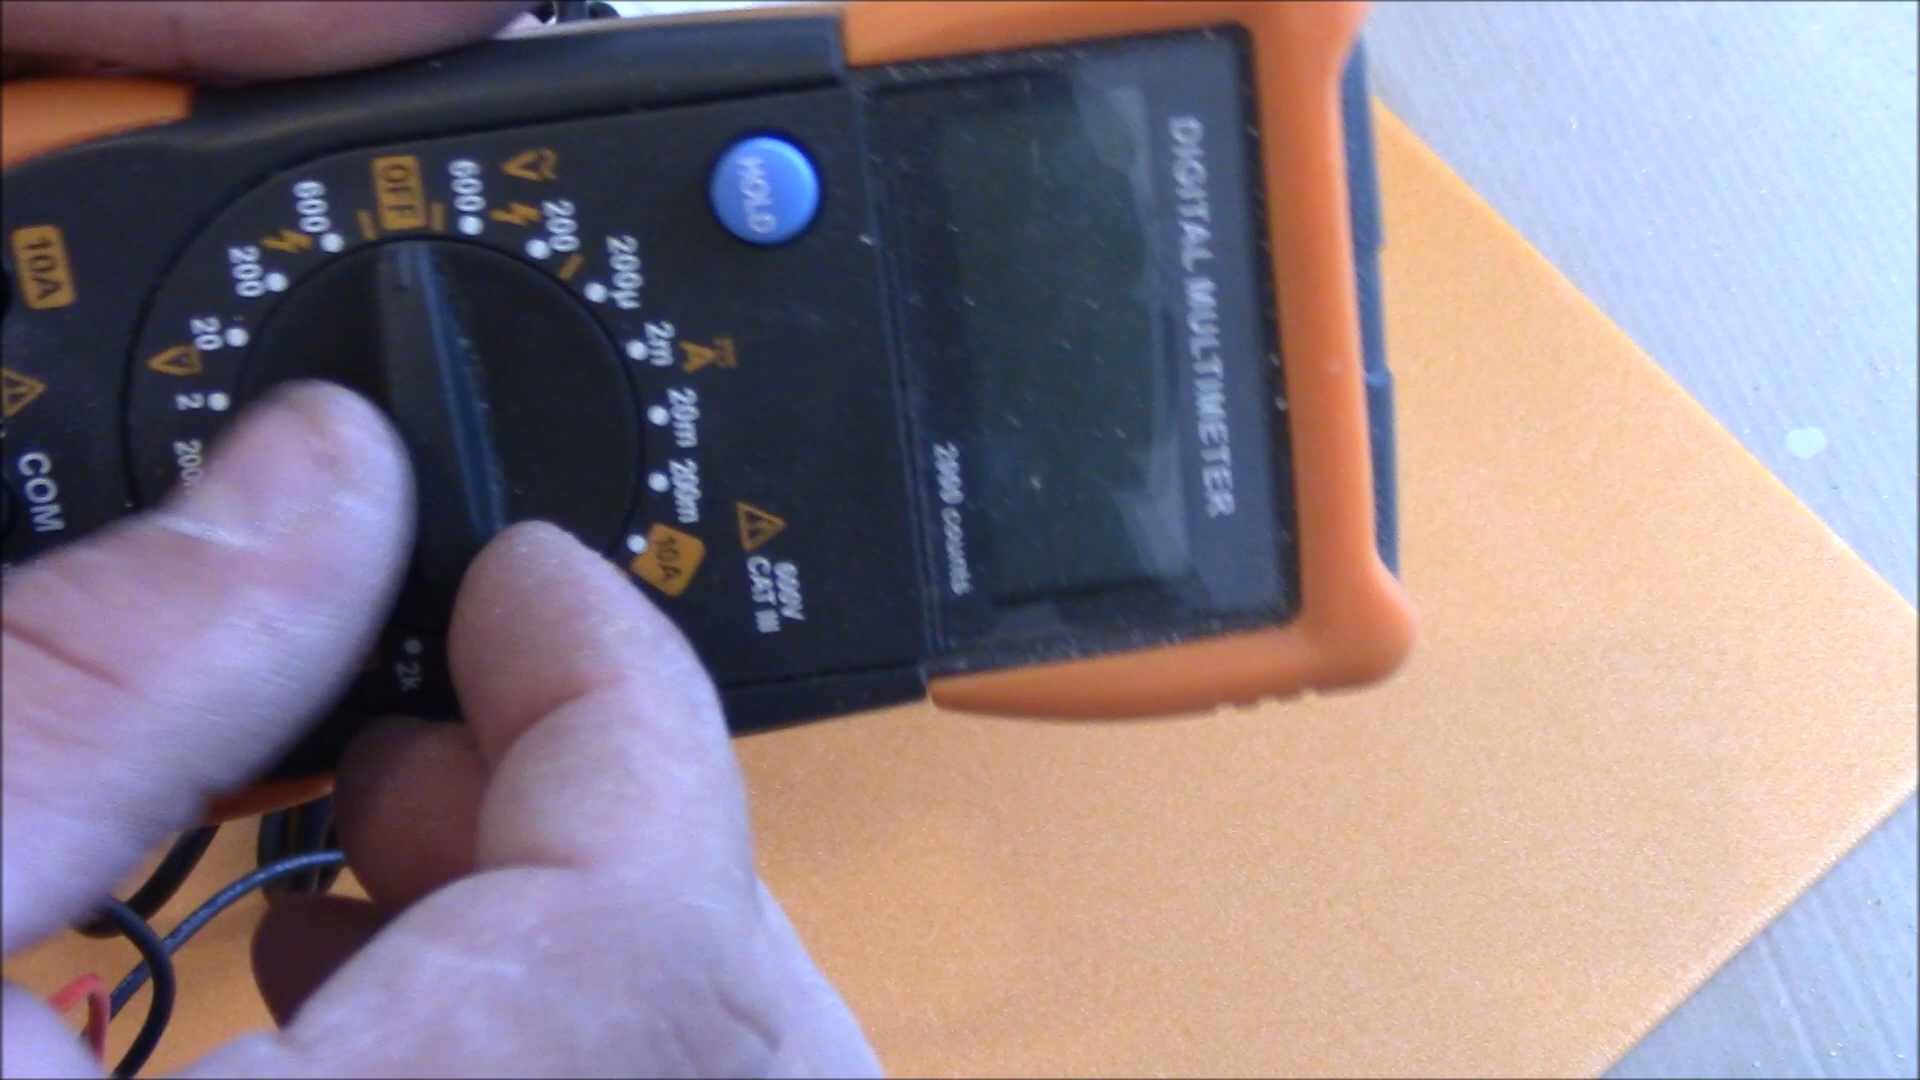 DIGITAL MULTIMETER
2000 counts
HOLD
OFF
600
200
200µ
2m
20m
200m
10A
600
200
20
2
2K
V
V
A
600V
CAT III
10A
COM